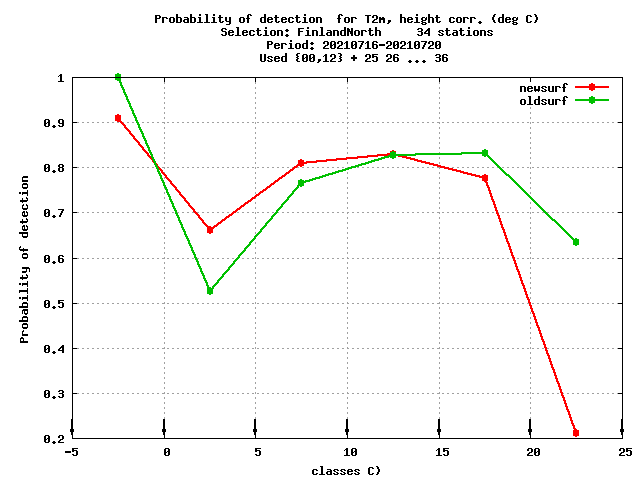 Probability of detection  for T2m, height corr. (deg C)
Selection: FinlandNorth     34 stations
Period: 20210716-20210720
Used {00,12} + 25 26 ... 36
newsurf
oldsurf
Probability of detection
1
0.9
0.8
0.7
0.6
0.5
0.4
0.3
0.2
-5 0 5 10 15 20 25
classes C)